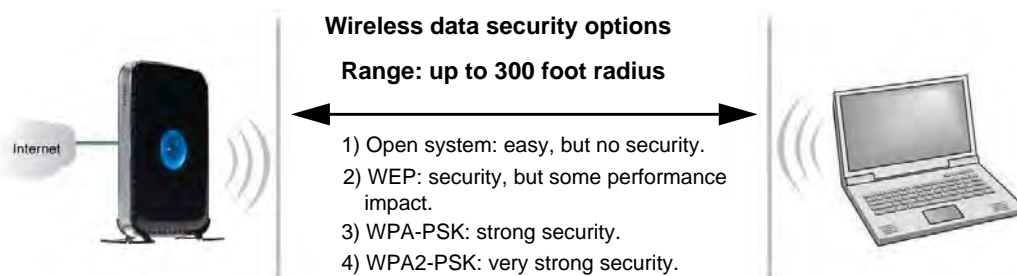 Wireless data security options
Range: up to 300 foot radius
Internet
1) Open system: easy, but no security.
2) WEP: security, but some performance
impact.
3) WPA-PSK: strong security.
4) WPA2-PSK: very strong security.